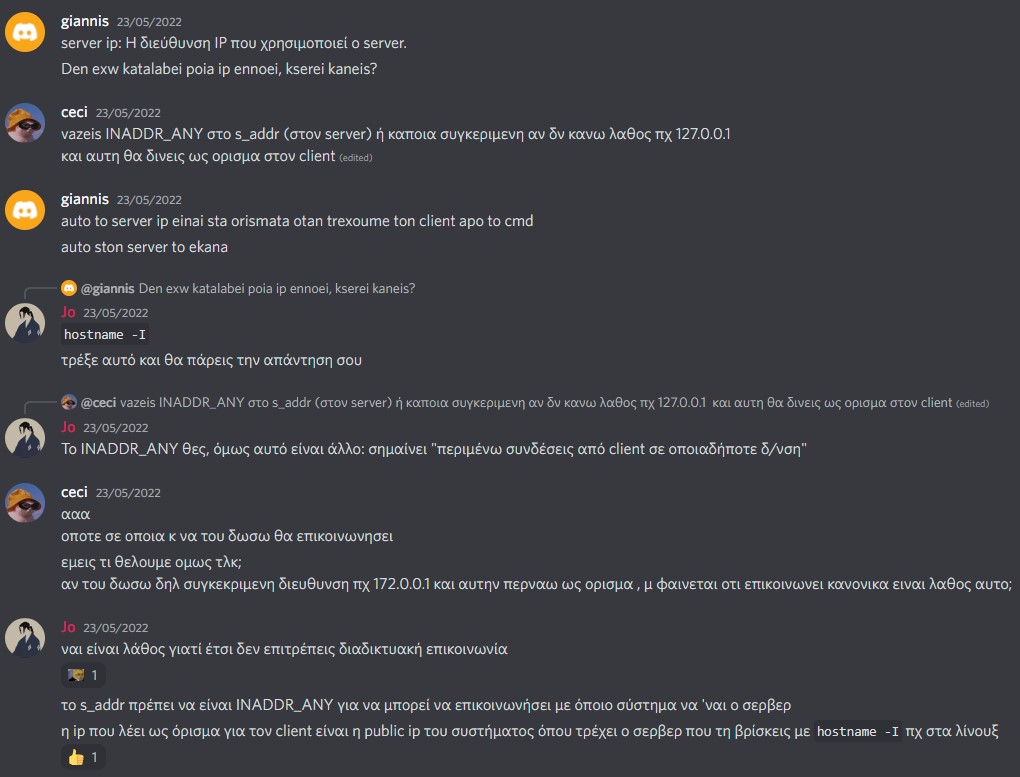 giannis 23/05/2022
server ip: Η διεύθυνση IP που χρησιμοποιεί ο server.
Den exw katalabei poia ip ennoei, kserei kaneis?
ceci 23/05/2022
vazeis INADDR_ANY στο s_addr (στον server) ή καποια συγκεριμενη αν δν κανω λαθος πχ 127.0.0.1
και αυτη θα δινεις ως ορισμα στον client (edited)
giannis 23/05/2022
auto to server ip einai sta orismata otan trexoume ton client apo to cmd
auto ston server to ekana
@giannis Den exw katalabei poia ip ennoei, kserei kaneis?
Jo 23/05/2022
hostname -I
τρέξε αυτό και θα πάρεις την απάντηση σου
@ceci vazeis INADDR_ANY στο s_addr (στον server) ή καποια συγκεριμενη αν δν κανω λαθος πχ 127.0.0.1 και αυτη θα δινεις ως ορισμα στον client (edited)
Jo 23/05/2022
Το INADDR_ANY θες, όμως αυτό είναι άλλο: σημαίνει "περιμένω συνδέσεις από client σε οποιαδήποτε δ/νση"
ceci 23/05/2022
ααα
οποτε σε οποια κ να του δωσω θα επικοινωνησει
εμεις τι θελουμε ομως τλκ;
αν του δωσω δηλ συγκεκριμενη διευθυνση πχ 172.0.0.1 και αυτην περναω ως ορισμα , μ φαινεται οτι επικοινωνει κανονικα ειναι λαθος αυτο;
Jo 23/05/2022
ναι είναι λάθος γιατί έτσι δεν επιτρέπεις διαδικτυακή επικοινωνία
1
το s_addr πρέπει να είναι INADDR_ANY για να μπορεί να επικοινωνήσει με όποιο σύστημα να 'ναι ο σερβερ
η ip που λέει ως όρισμα για τον client είναι η public ip του συστήματος όπου τρέχει ο σερβερ που τη βρίσκεις με hostname -I πχ στα λίνουξ
1